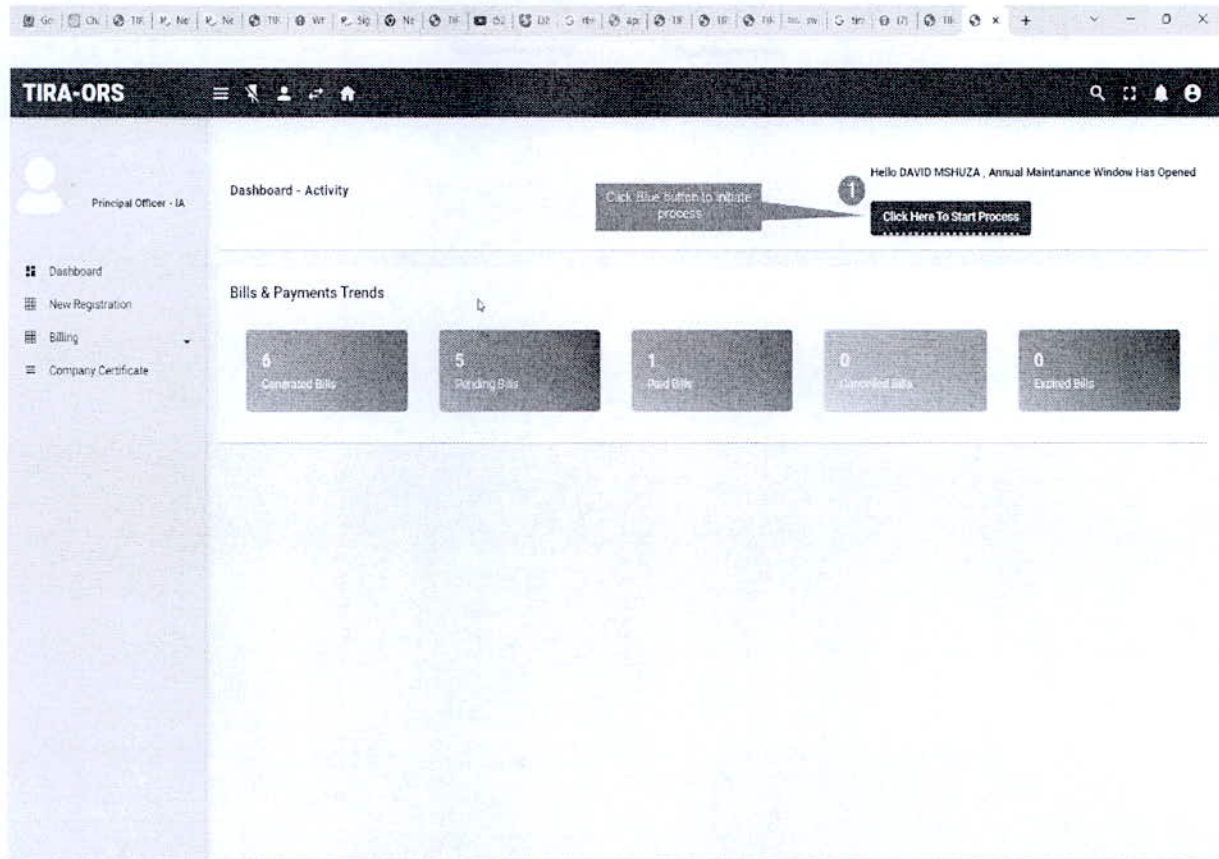 TIRA-ORS
Hello DAVID MSHUZA , Annual Maintanance Window Has Opened
Principal Officer - IA
Dashboard - Activity
Click Blue button to initiate
process
1
Click Here To Start Process
Dashboard
New Registration
Billing
Company Certificate
Bills & Payments Trends
6
Generated Bills
5
Pending Bills
1
Paid Bills
0
Cancelled Bills
0
Expired Bills